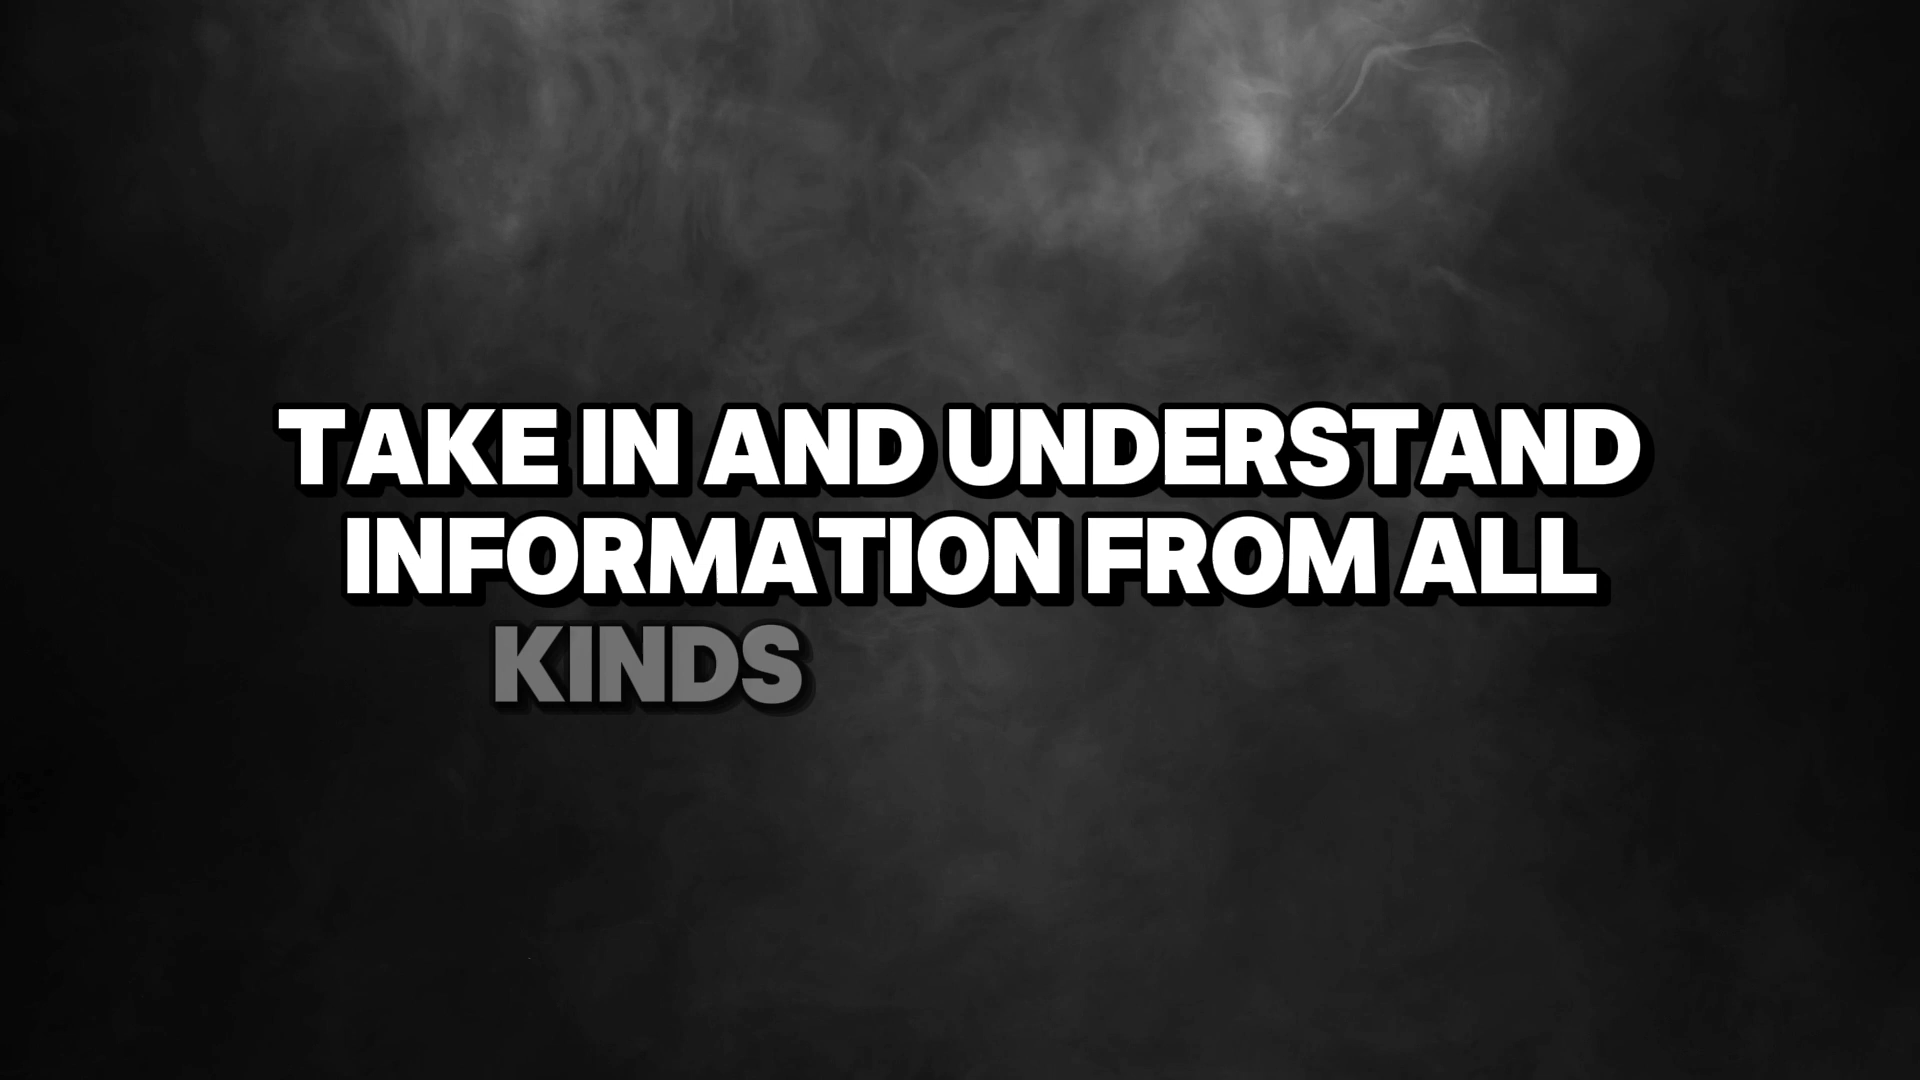 TAKE IN AND UNDERSTAND
INFORMATION FROM ALL
KINDS